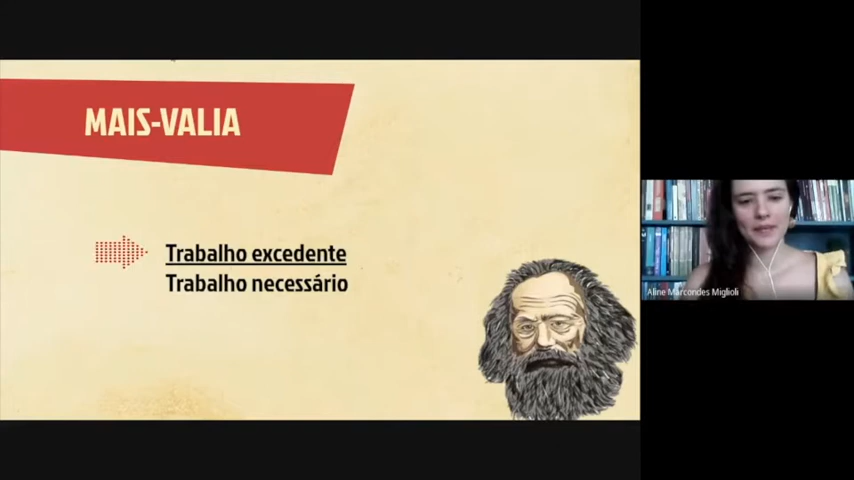 MAIS-VALIA
Trabalho excedente
Trabalho necessário
Aline Marcondes Miglioli